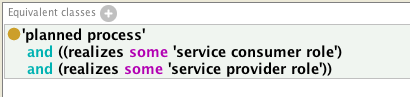 Equivalent classes
'planned process'
and ((realizes some 'service consumer role')
and (realizes some 'service provider role'))